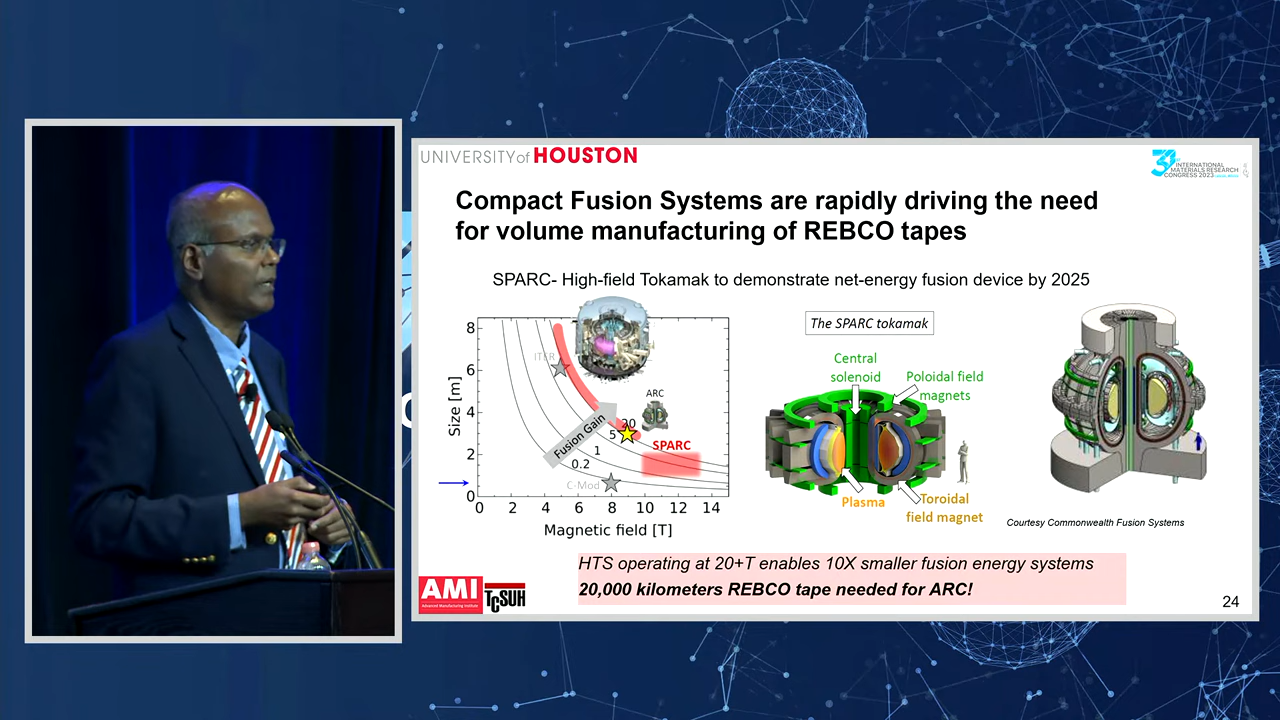 UNIVERSITYof HOUSTON
INTERNATIONAL
MATERIALS RESEARCH
CONGRESS 2023
Compact Fusion Systems are rapidly driving the need
for volume manufacturing of REBCO tapes
SPARC- High-field Tokamak to demonstrate net-energy fusion device by 2025
Size [m]
8
6
4
2
0
0 2 4 6 8 10 12 14
Magnetic field [T]
ITER
ARC
Fusion Gain
20
5
1
0.2
SPARC
C-Mod
The SPARC tokamak
Central
solenoid
Poloidal field
magnets
Plasma
Toroidal
field magnet
Courtesy Commonwealth Fusion Systems
HTS operating at 20+T enables 10X smaller fusion energy systems
20,000 kilometers REBCO tape needed for ARC!
AMI
Advanced Manufacturing Institute
TCSUH
24